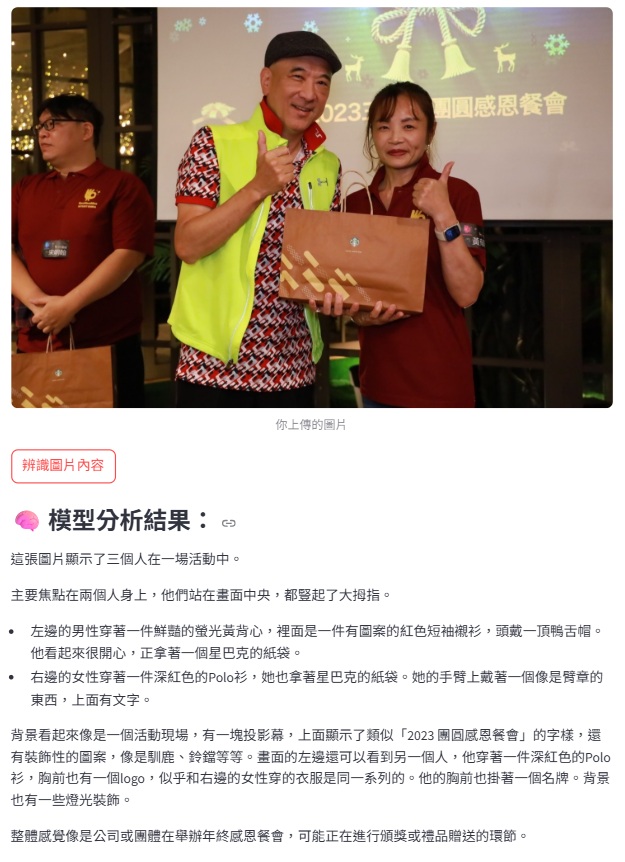 023
團圓感恩餐會
黃
你上傳的圖片
辨識圖片內容
模型分析結果：
這張圖片顯示了三個人在一場活動中。
主要焦點在兩個人身上，他們站在畫面中央，都豎起了大拇指。
左邊的男性穿著一件鮮豔的螢光黃背心，裡面是一件有圖案的紅色短袖襯衫，頭戴一頂鴨舌帽。
他看起來很開心，正拿著一個星巴克的紙袋。
右邊的女性穿著一件深紅色的Polo衫，她也拿著星巴克的紙袋。她的手臂上戴著一個像是臂章的
東西，上面有文字。
背景看起來像是一個活動現場，有一塊投影幕，上面顯示了類似「2023 團圓感恩餐會」的字樣，還
有裝飾性的圖案，像是馴鹿、鈴鐺等等。畫面的左邊還可以看到另一個人，他穿著一件深紅色的Polo
衫，胸前也有一個logo，似乎和右邊的女性穿的衣服是同一系列的。他的胸前也掛著一個名牌。背景
也有一些燈光裝飾。
整體感覺像是公司或團體在舉辦年終感恩餐會，可能正在進行頒獎或禮品贈送的環節。